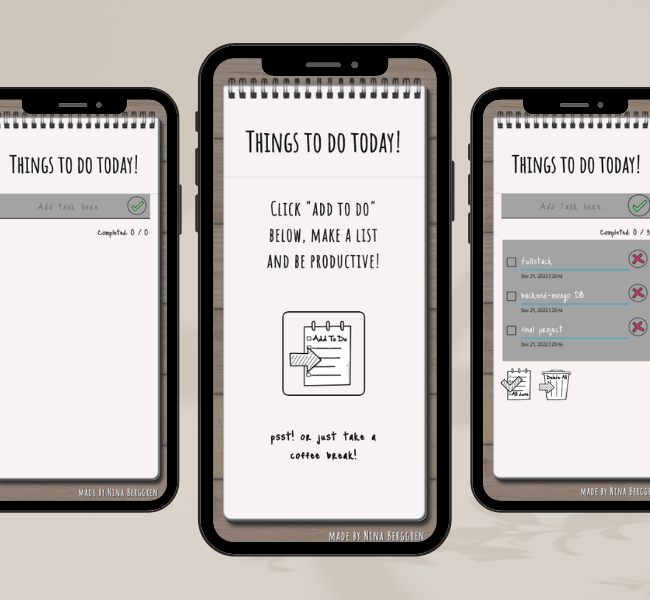 Things to do today!
Add task here...
Completed: 0 / 0
made by Nina Berggren
Things to do today!
Click "add to do"
below, make a list
and be productive!
Add To Do
psst! or just take a
coffee break!
made by Nina Berggren
Things to do today!
Add task here...
Completed: 0 / 3
fullstack
Dec 29, 2022 | 20:46
backend-mongo DB
Dec 29, 2022 | 20:46
final project
Dec 29, 2022 | 20:46
All done
Delete All
made by Nina Bergg